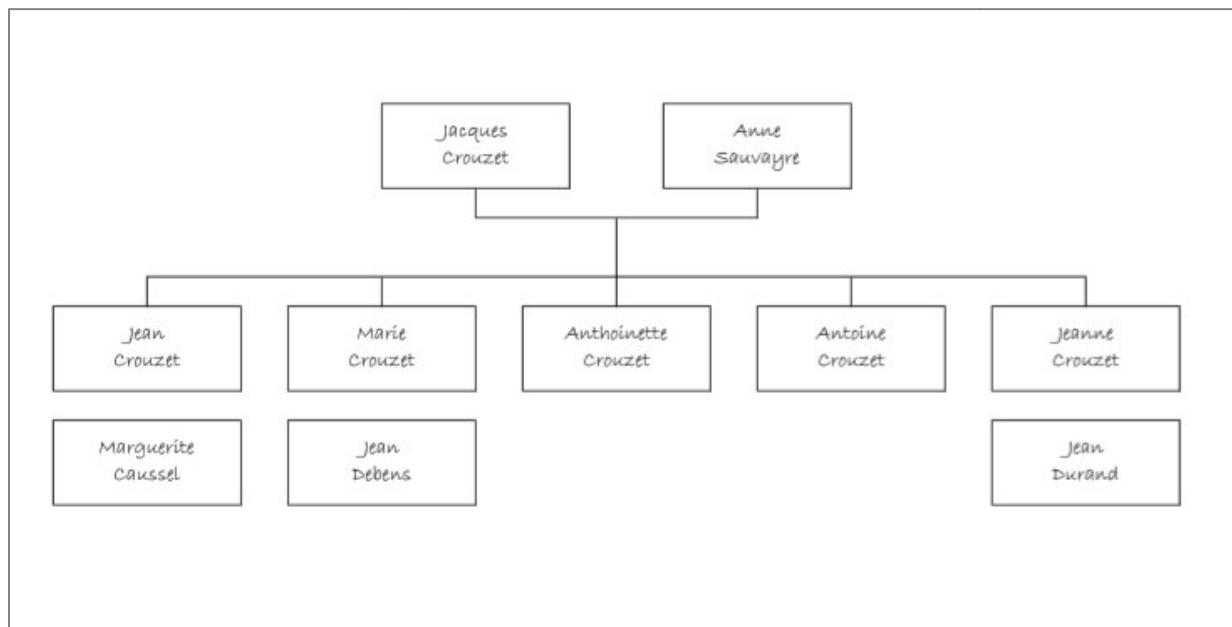 Jacques
Crouzet
Anne
Sauvayre
Jean
Crouzet
Marie
Crouzet
Anthoinette
Crouzet
Antoine
Crouzet
Jeanne
Crouzet
Marguerite
Caussel
Jean
Debens
Jean
Durand